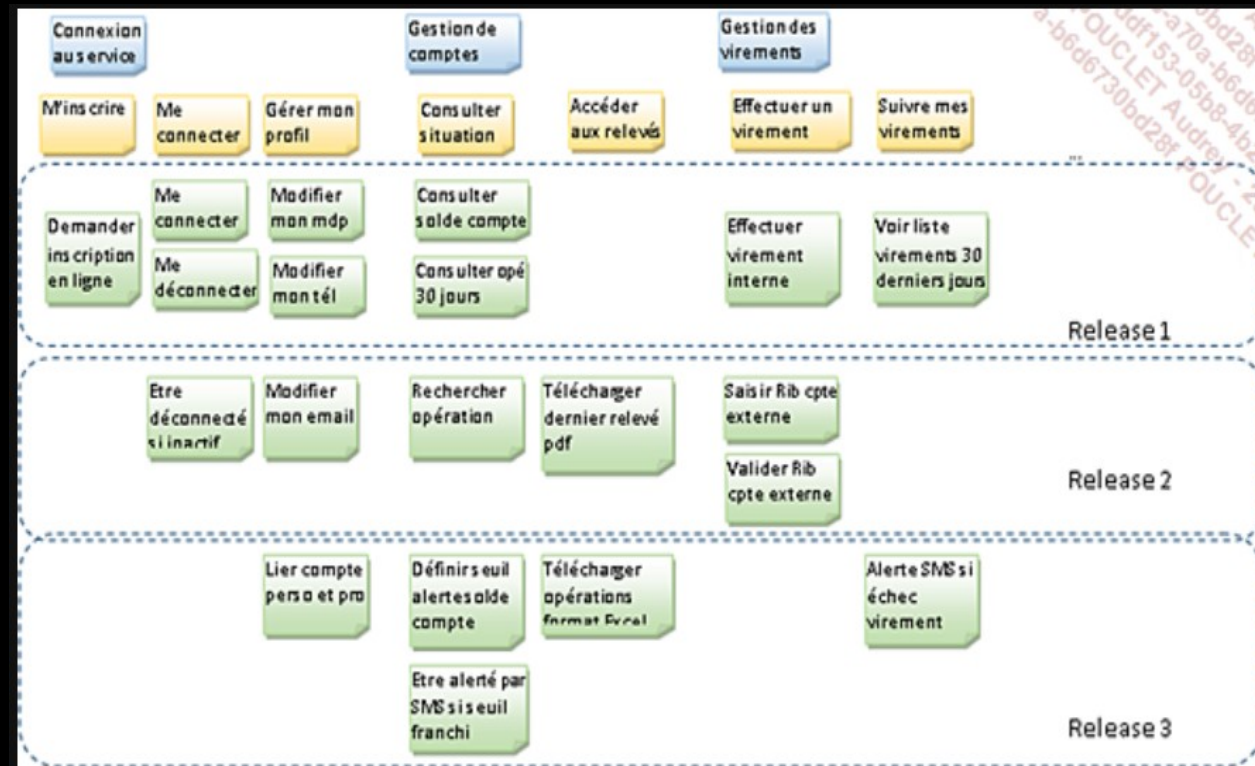 Connexion
au service
Gestion de
comptes
Gestion des
virements
M'inscrire
Me
connecter
Gérer mon
profil
Consulter
situation
Accéder
aux relevés
Effectuer un
virement
Suivre mes
virements
...
Demander
inscription
en ligne
Me
connecter
Me
déconnecter
Modifier
mon mdp
Modifier
mon tél
Consulter
solde compte
Consulter opé
30 jours
Effectuer
virement
interne
Voir liste
virements 30
derniers jours
Release 1
Etre
déconnecté
si inactif
Modifier
mon email
Rechercher
opération
Télécharger
dernier relevé
pdf
Saisir Rib cpte
externe
Valider Rib
cpte externe
Release 2
Lier compte
perso et pro
Définir seuil
alerte solde
compte
Etre alerté par
SMS si seuil
franchi
Télécharger
opérations
format Excel
Alerte SMS si
échec
virement
Release 3
POUCLET Audrey